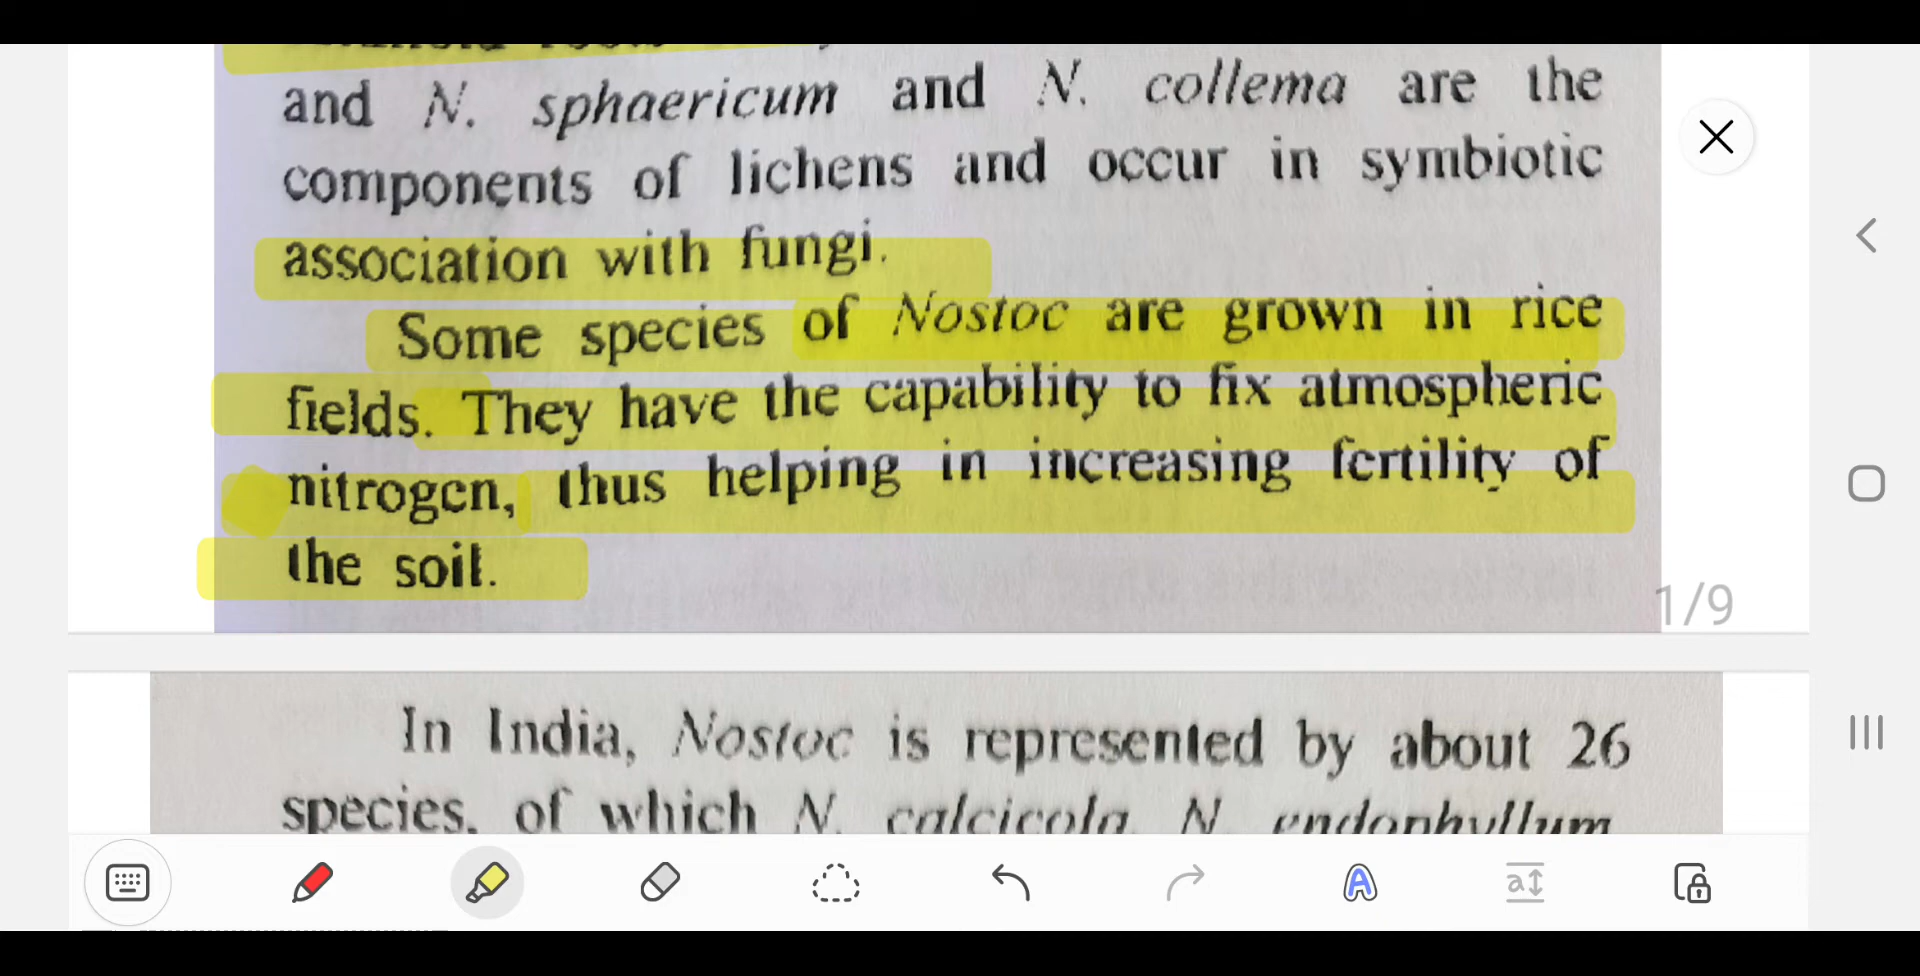 and N. sphaericum and N. collema are the
components of lichens and occur in symbiotic
association with fungi.
Some species of Nostoc are grown in rice
fields. They have the capability to fix atmospheric
nitrogen, thus helping in increasing fertility of
the soil.
1/9
In India, Nostoc is represented by about 26
species, of which N. calcicola, N. endophyllum
A
a